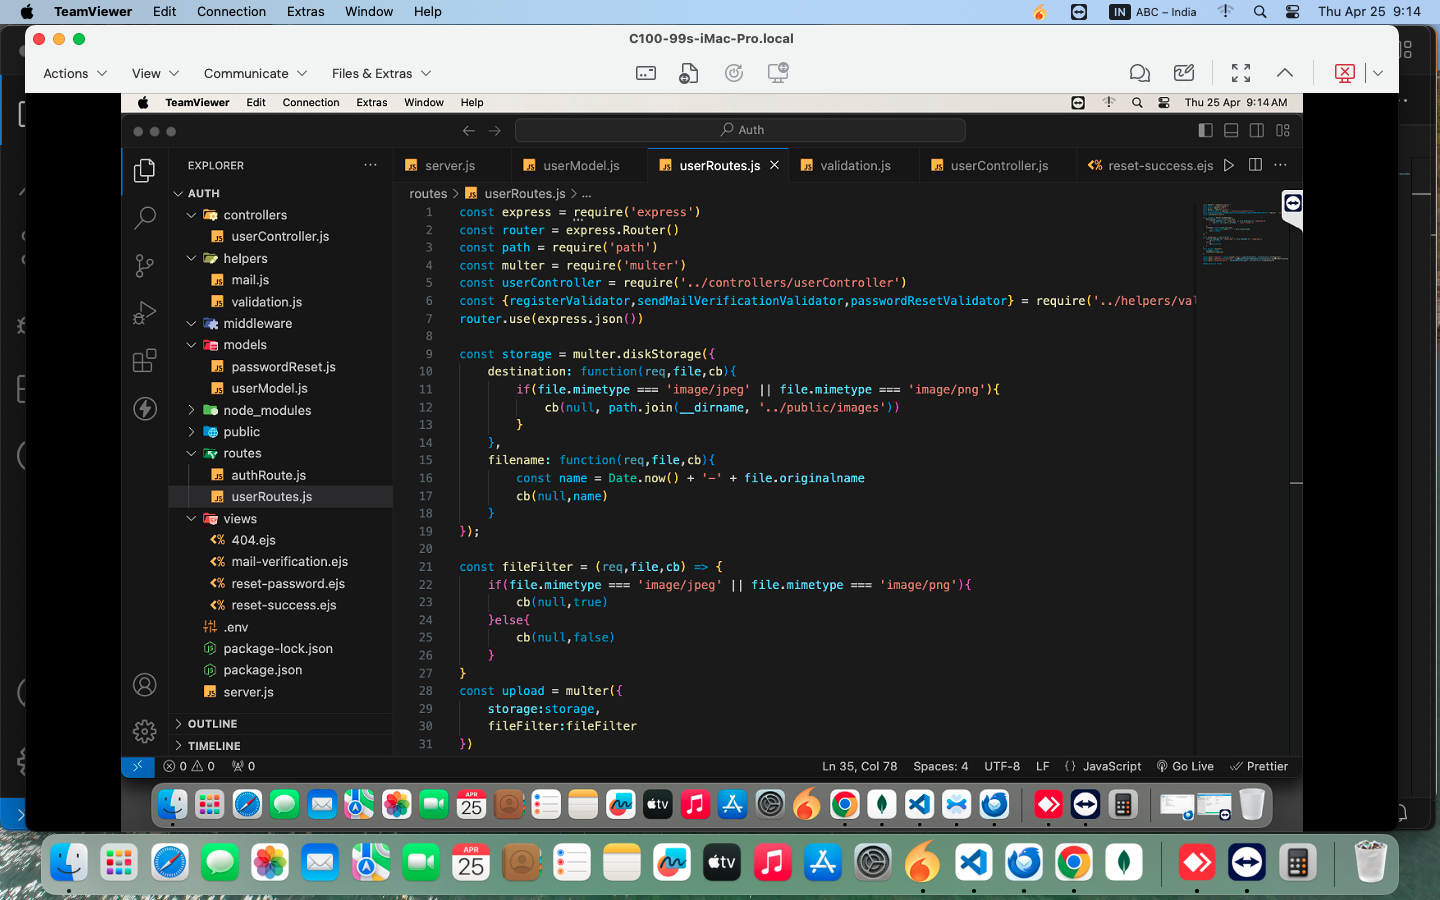 TeamViewer Edit Connection Extras Window Help
IN ABC – India Thu Apr 25 9:14
C100-99s-iMac-Pro.local
Actions View Communicate Files & Extras
TeamViewer Edit Connection Extras Window Help
Thu 25 Apr 9:14 AM
Auth
EXPLORER
server.js userModel.js userRoutes.js validation.js userController.js reset-success.ejs
routes > userRoutes.js > ...
AUTH
controllers
userController.js
helpers
mail.js
validation.js
middleware
models
passwordReset.js
userModel.js
node_modules
public
routes
authRoute.js
userRoutes.js
views
404.ejs
mail-verification.ejs
reset-password.ejs
reset-success.ejs
.env
package-lock.json
package.json
server.js
OUTLINE
TIMELINE
1 const express = require('express')
2 const router = express.Router()
3 const path = require('path')
4 const multer = require('multer')
5 const userController = require('../controllers/userController')
6 const {registerValidator,sendMailVerificationValidator,passwordResetValidator} = require('../helpers/val
7 router.use(express.json())
8
9 const storage = multer.diskStorage({
10 destination: function(req,file,cb){
11 if(file.mimetype === 'image/jpeg' || file.mimetype === 'image/png'){
12 cb(null, path.join(__dirname, '../public/images'))
13 }
14 },
15 filename: function(req,file,cb){
16 const name = Date.now() + '-' + file.originalname
17 cb(null,name)
18 }
19 });
20
21 const fileFilter = (req,file,cb) => {
22 if(file.mimetype === 'image/jpeg' || file.mimetype === 'image/png'){
23 cb(null,true)
24 }else{
25 cb(null,false)
26 }
27 }
28 const upload = multer({
29 storage:storage,
30 fileFilter:fileFilter
31 })
0 0 0 Ln 35, Col 78 Spaces: 4 UTF-8 LF {} JavaScript Go Live Prettier
APR
25
tv
APR
25
tv